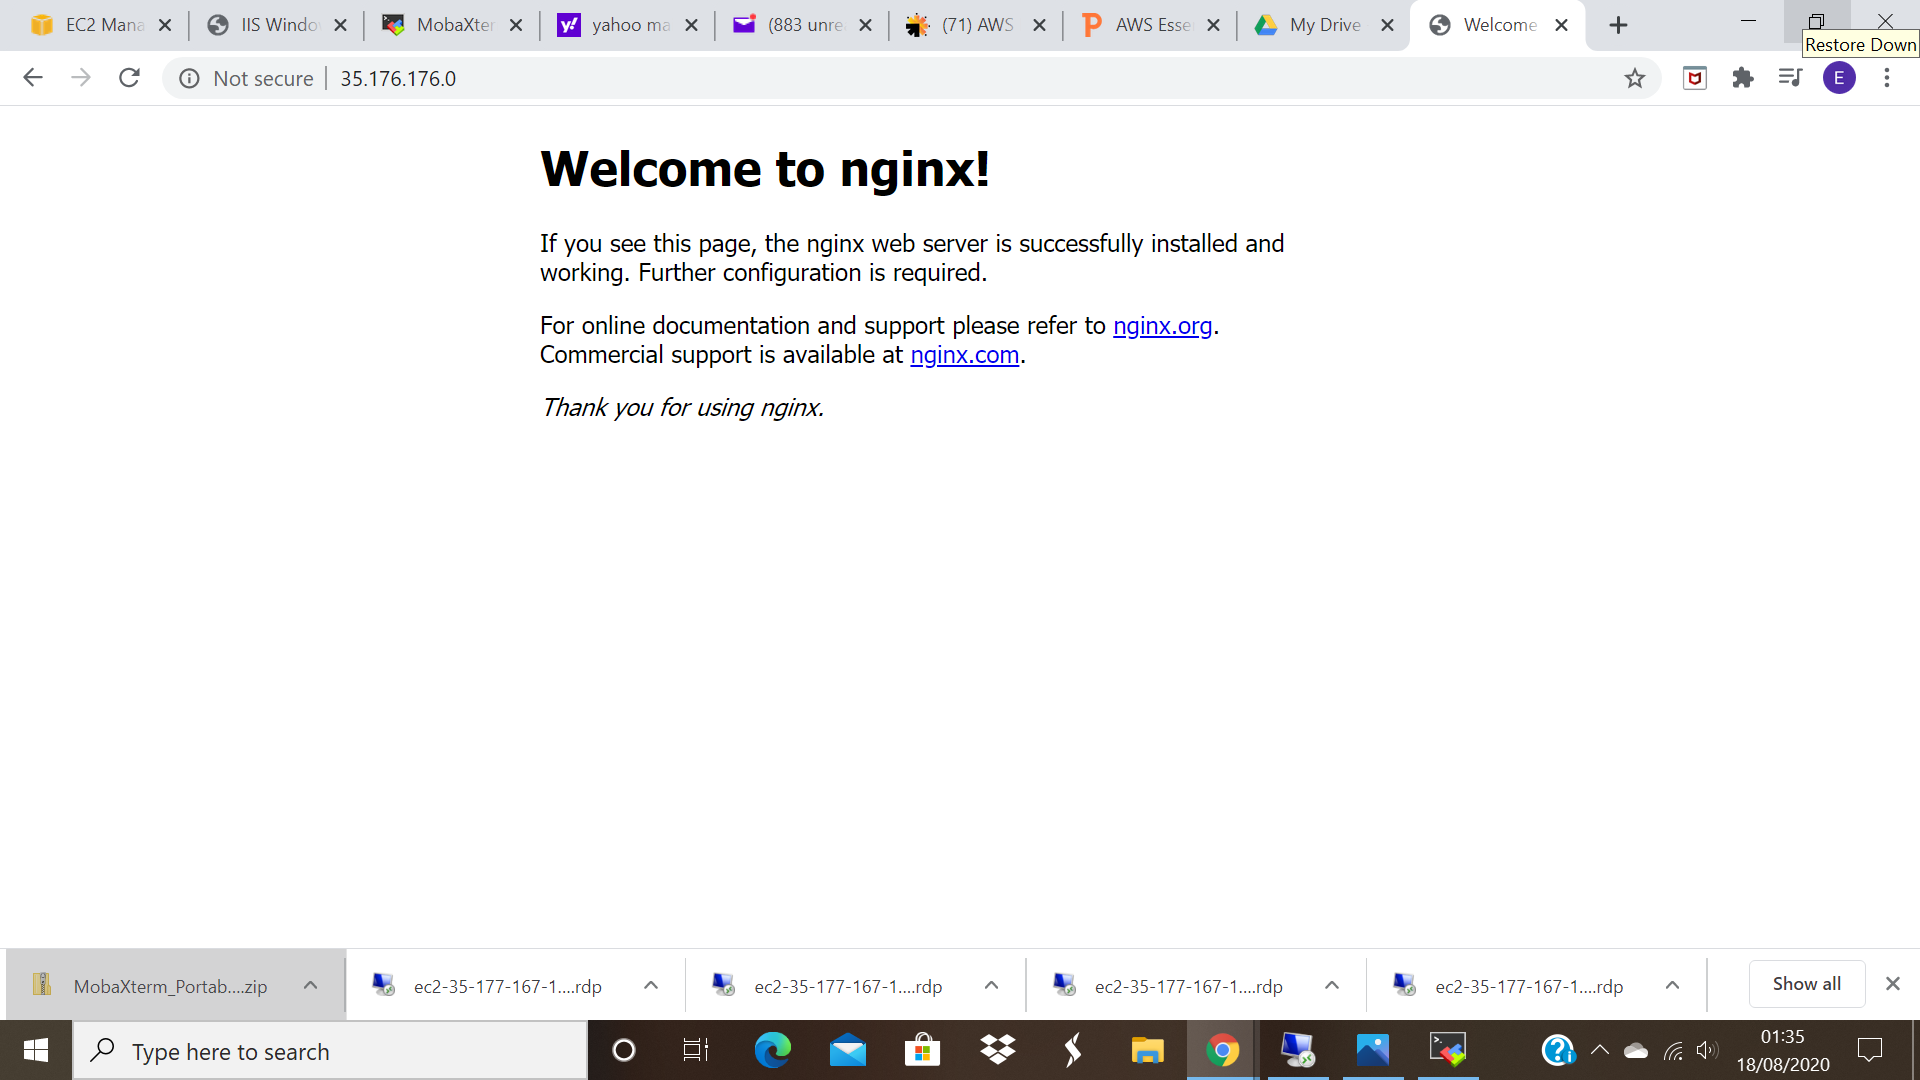 EC2 Mana
IIS Windo
MobaXter
yahoo ma
(883 unre
(71) AWS
AWS Esse
My Drive
Welcome
Restore Down
Not secure
35.176.176.0
E
Welcome to nginx!
If you see this page, the nginx web server is successfully installed and
working. Further configuration is required.
For online documentation and support please refer to nginx.org.
Commercial support is available at nginx.com.
Thank you for using nginx.
MobaXterm_Portab....zip
ec2-35-177-167-1....rdp
ec2-35-177-167-1....rdp
ec2-35-177-167-1....rdp
ec2-35-177-167-1....rdp
Show all
Type here to search
01:35
18/08/2020